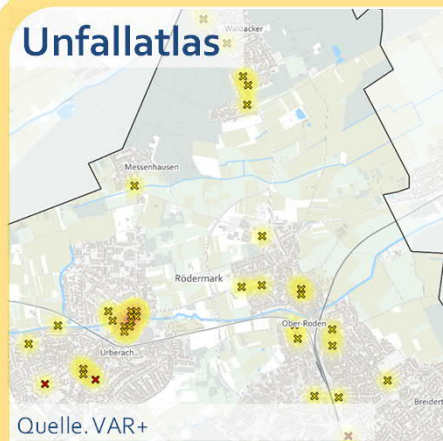 Unfallatlas
Waldacker
Messenhausen
Rödermark
Ober-Roden
Urberach
Breidert
Quelle.VAR+